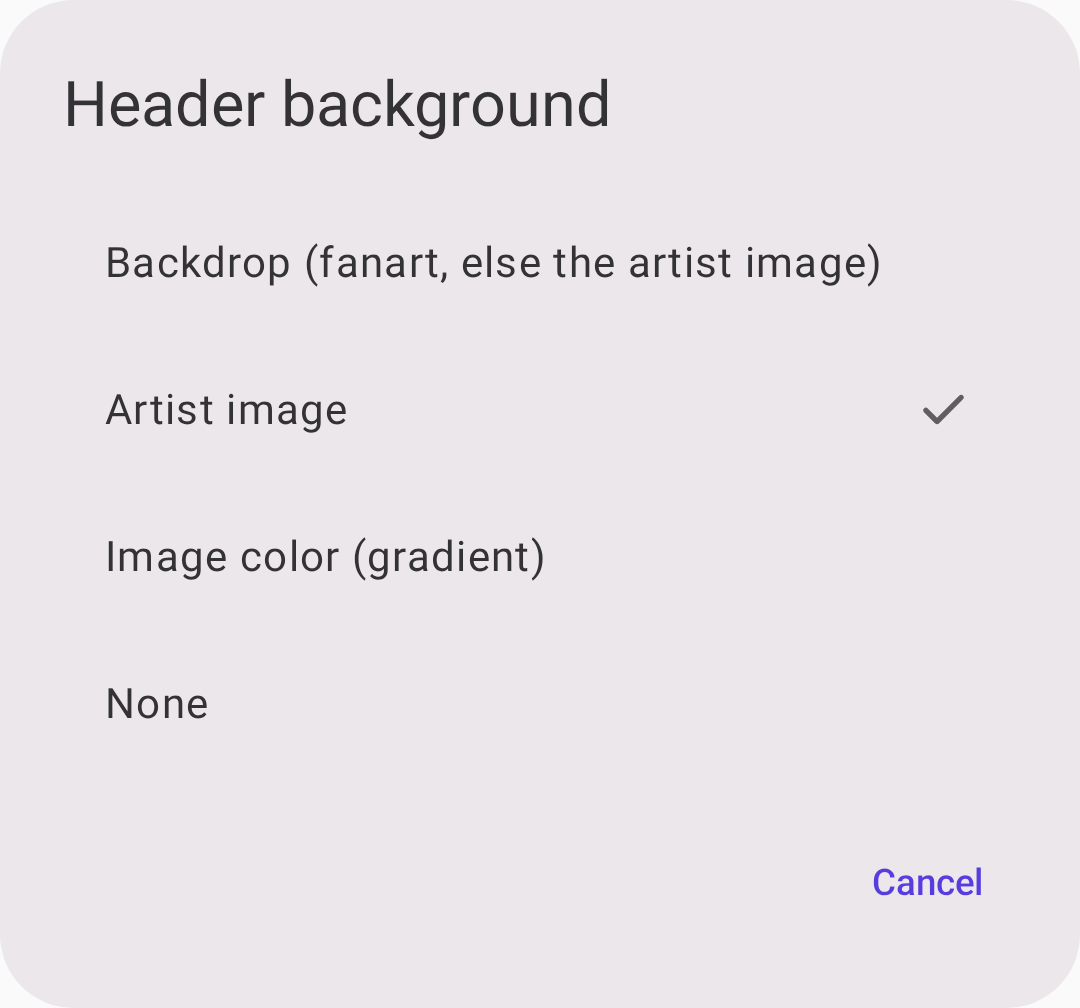 Header background
Backdrop (fanart, else the artist image)
Artist image
Image color (gradient)
None
Cancel